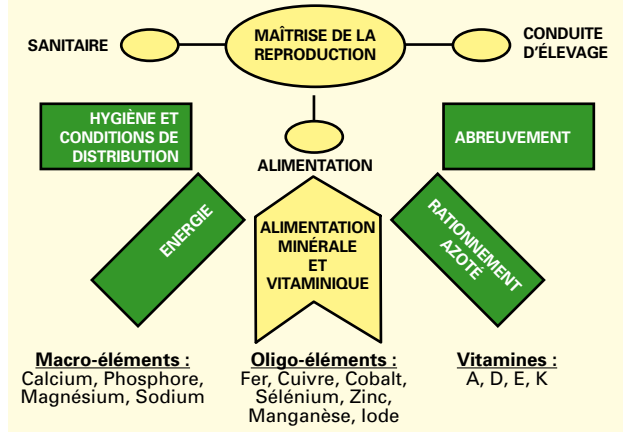 SANITAIRE
MAÎTRISE DE LA
REPRODUCTION
CONDUITE
D'ÉLEVAGE
HYGIÈNE ET
CONDITIONS DE
DISTRIBUTION
ALIMENTATION
ABREUVEMENT
ENERGIE
ALIMENTATION
MINÉRALE
ET
VITAMINIQUE
RATIONNEMENT
AZOTÉ
Macro-éléments :
Calcium, Phosphore,
Magnésium, Sodium
Oligo-éléments :
Fer, Cuivre, Cobalt,
Sélénium, Zinc,
Manganèse, Iode
Vitamines :
A, D, E, K